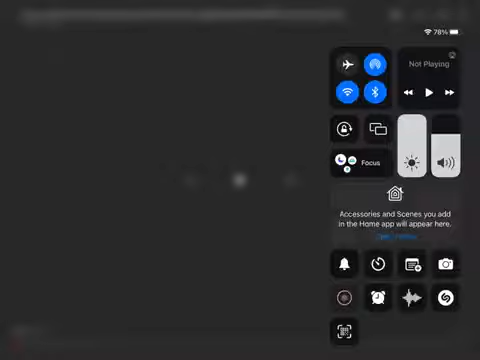 78%
Not Playing
Focus
Accessories and Scenes you add
in the Home app will appear here.